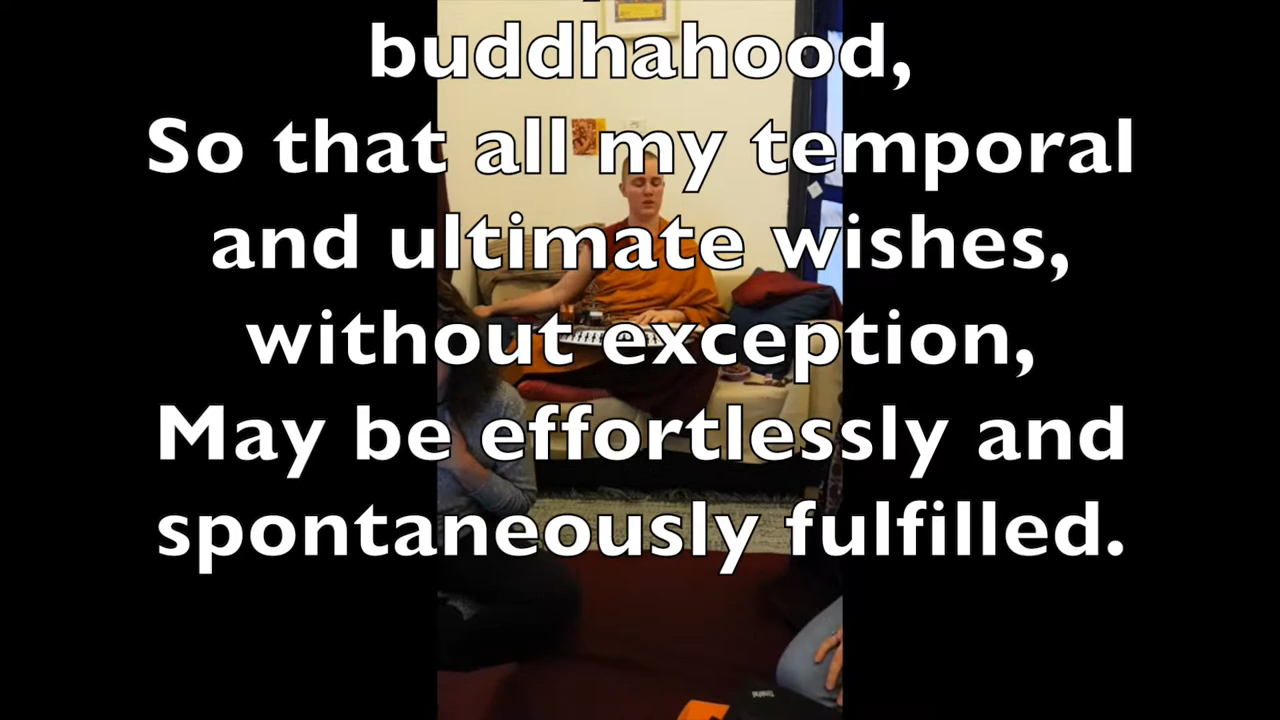 buddhahood,
So that all my temporal
and ultimate wishes,
without exception,
May be effortlessly and
spontaneously fulfilled.